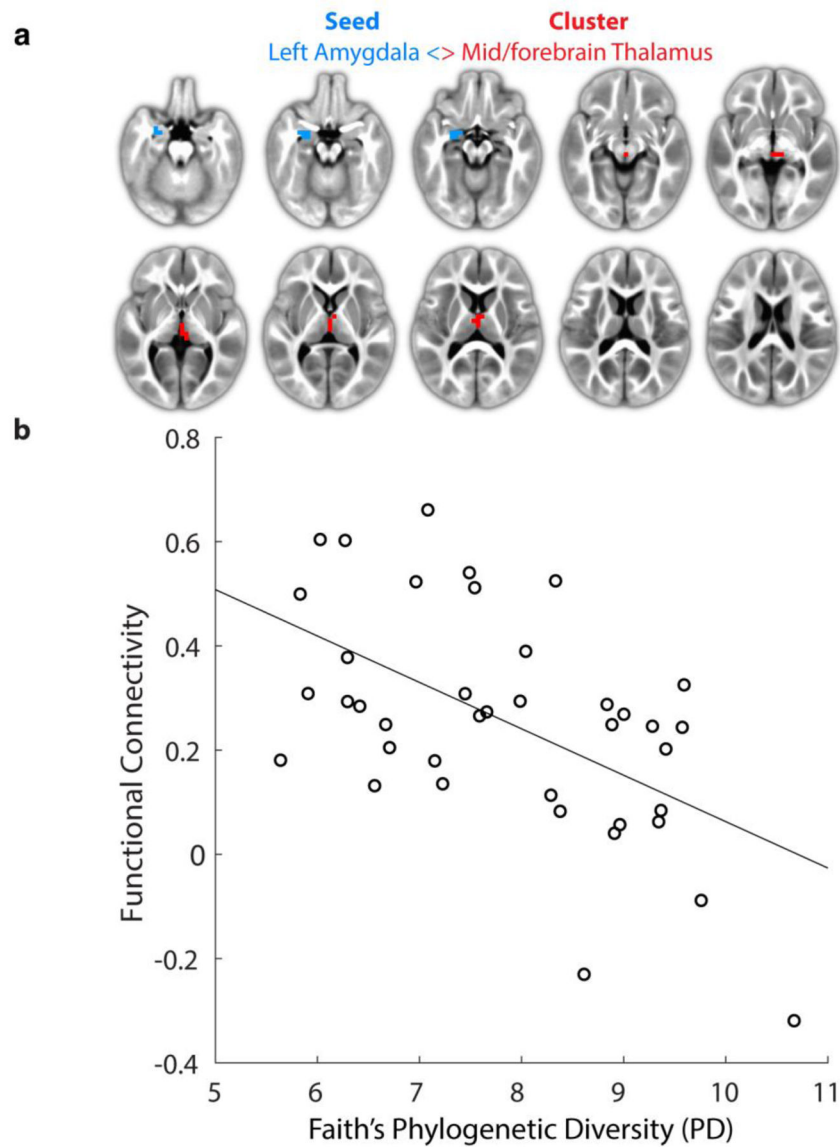 a
Seed Cluster
Left Amygdala <> Mid/forebrain Thalamus
b
0.8
0.6
0.4
0.2
0
-0.2
-0.4
Functional Connectivity
5 6 7 8 9 10 11
Faith's Phylogenetic Diversity (PD)